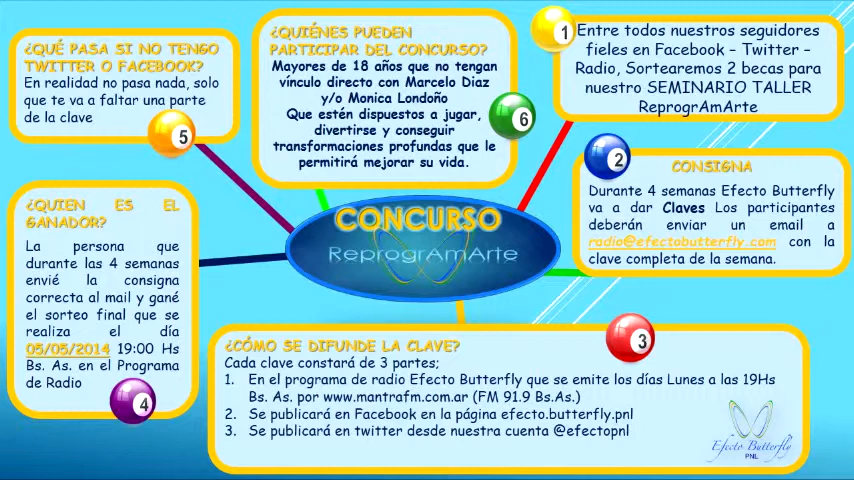 1
Entre todos nuestros seguidores
fieles en Facebook – Twitter –
Radio, Sortearemos 2 becas para
nuestro SEMINARIO TALLER
ReprogrAmArte
2
CONSIGNA
Durante 4 semanas Efecto Butterfly
va a dar Claves Los participantes
deberán enviar un email a
radio@efectobutterfly.com con la
clave completa de la semana.
3
¿CÓMO SE DIFUNDE LA CLAVE?
Cada clave constará de 3 partes;
1. En el programa de radio Efecto Butterfly que se emite los días Lunes a las 19Hs
Bs. As. por www.mantrafm.com.ar (FM 91.9 Bs.As.)
2. Se publicará en Facebook en la página efecto.butterfly.pnl
3. Se publicará en twitter desde nuestra cuenta @efectopnl
Efecto Butterfly
PNL
4
¿QUIEN ES EL
GANADOR?
La persona que
durante las 4 semanas
envié la consigna
correcta al mail y gané
el sorteo final que se
realiza el día
05/05/2014 19:00 Hs
Bs. As. en el Programa
de Radio
5
¿QUÉ PASA SI NO TENGO
TWITTER O FACEBOOK?
En realidad no pasa nada, solo
que te va a faltar una parte
de la clave
6
¿QUIÉNES PUEDEN
PARTICIPAR DEL CONCURSO?
Mayores de 18 años que no tengan
vínculo directo con Marcelo Diaz
y/o Monica Londoño
Que estén dispuestos a jugar,
divertirse y conseguir
transformaciones profundas que le
permitirá mejorar su vida.
CONCURSO
ReprogrAmArte